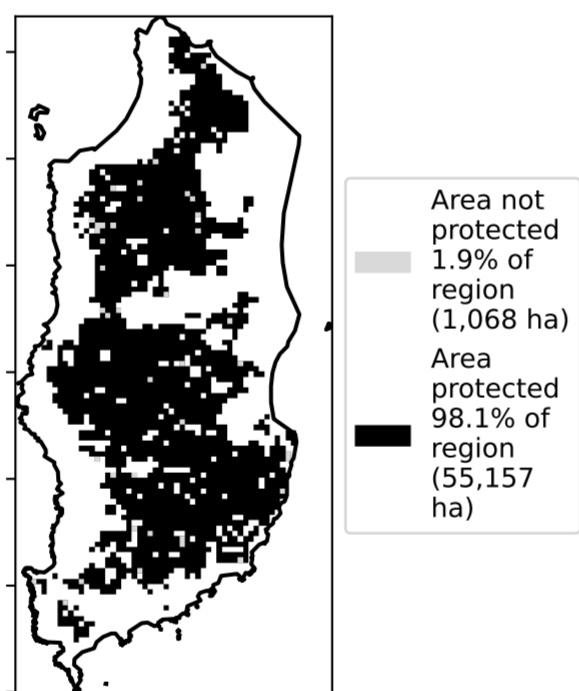 Area not
protected
1.9% of
region
(1,068 ha)
Area
protected
98.1% of
region
(55,157
ha)